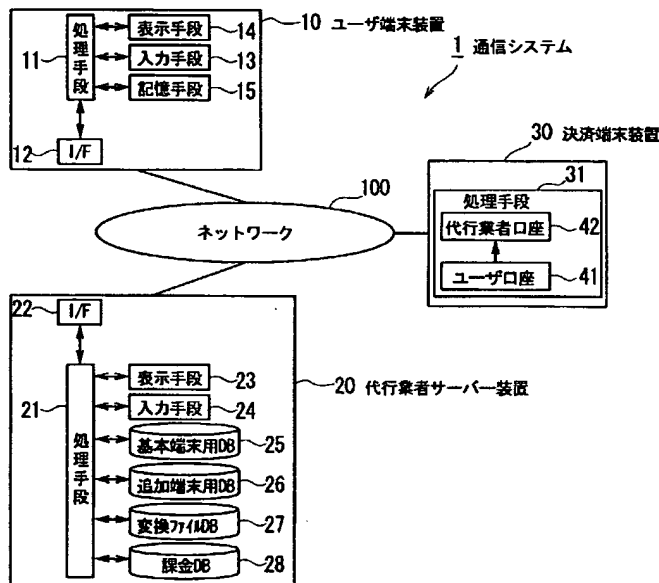 10 ユーザ端末装置
1 通信システム
11
処理手段
表示手段 14
入力手段 13
記憶手段 15
12
I/F
30 決済端末装置
31
処理手段
代行業者口座 42
ユーザ口座 41
100
ネットワーク
22
I/F
21
処理手段
表示手段 23
入力手段 24
基本端末用DB 25
追加端末用DB 26
変換ファイルDB 27
課金DB 28
20 代行業者サーバー装置